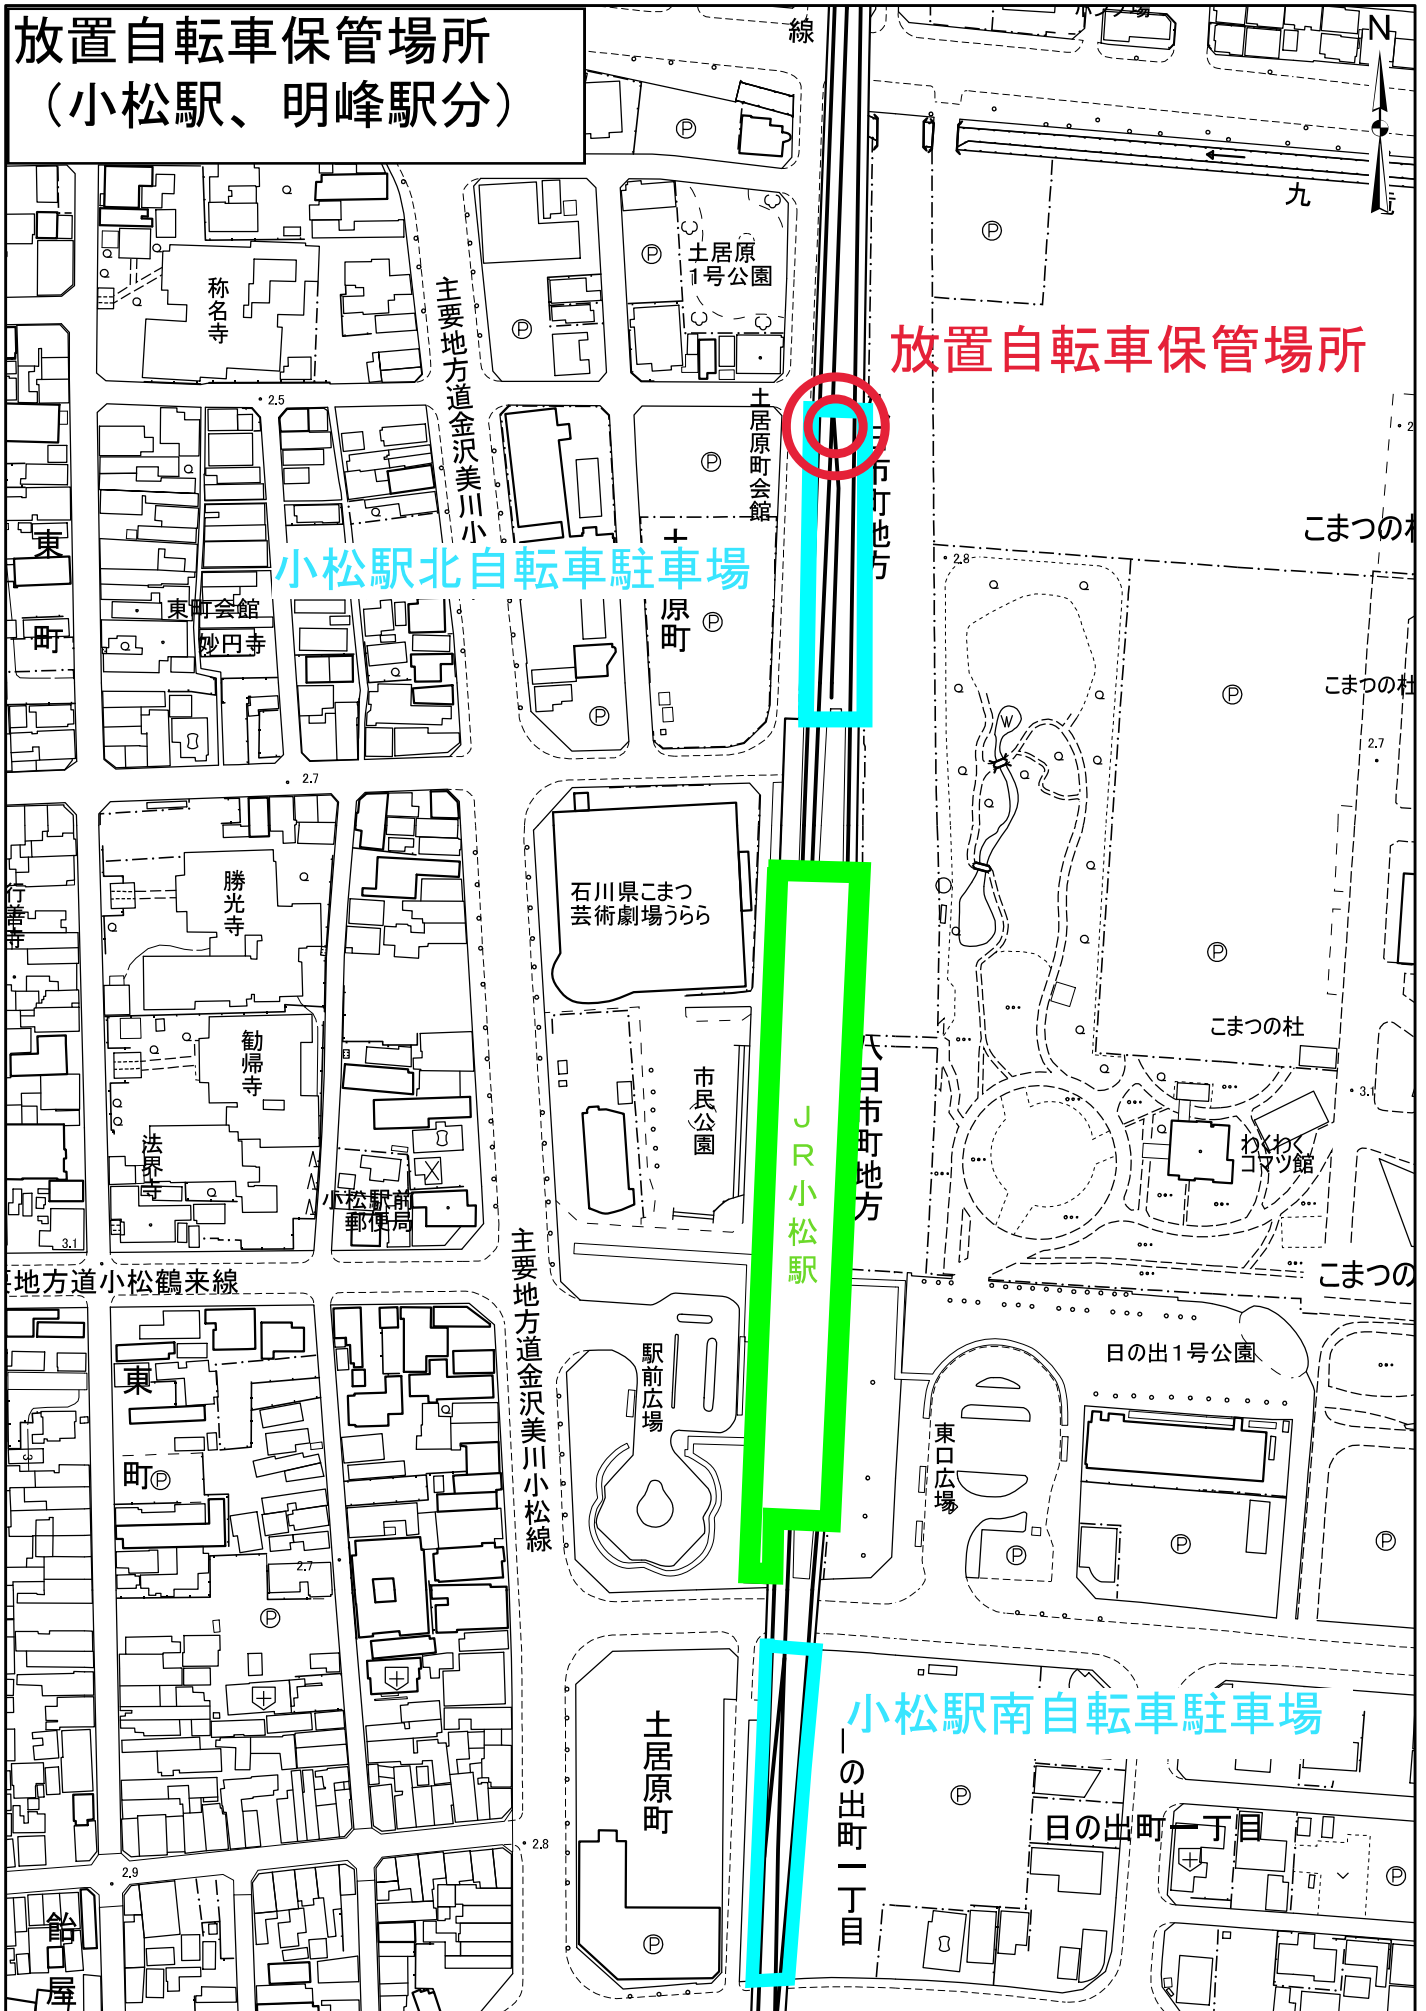 放置自転車保管場所
（小松駅、明峰駅分）
線
N
九
称名寺
土居原
1号公園
主要地方道金沢美川小
放置自転車保管場所
2.5
土居原町会館
日市町地方
東町
小松駅北自転車駐車場
原町
東町会館
妙円寺
2.8
こまつの
こまつの杜
2.7
2.7
勝光寺
行善寺
石川県こまつ
芸術劇場うらら
勧帰寺
市民公園
こまつの杜
八日市町地方
JR小松駅
3.1
法界寺
わくわく
コマツ館
小松駅前
郵便局
3.1
地方道小松鶴来線
主要地方道金沢美川小松線
こまつの
東町
駅前広場
日の出1号公園
東口広場
2.7
小松駅南自転車駐車場
土居原町
の出町一丁目
日の出町一丁目
2.8
2.9
飴屋